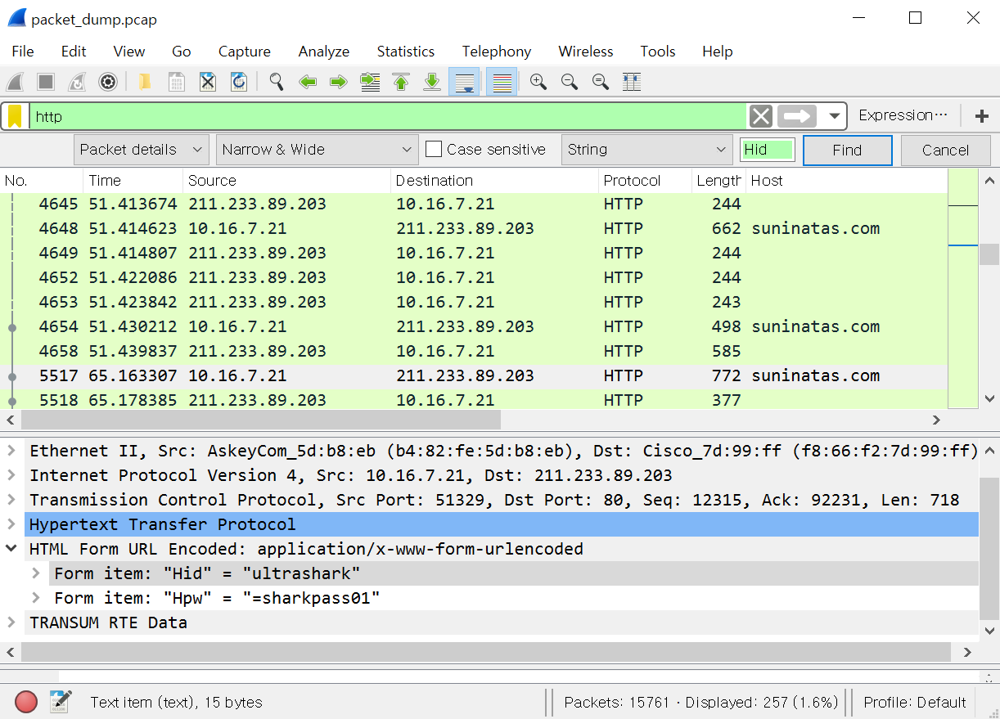 packet_dump.pcap
File Edit View Go Capture Analyze Statistics Telephony Wireless Tools Help
http Expression⋯
Packet details Narrow & Wide Case sensitive String Hid Find Cancel
No. Time Source Destination Protocol Length Host
4645 51.413674 211.233.89.203 10.16.7.21 HTTP 244
4648 51.414623 10.16.7.21 211.233.89.203 HTTP 662 suninatas.com
4649 51.414807 211.233.89.203 10.16.7.21 HTTP 244
4652 51.422086 211.233.89.203 10.16.7.21 HTTP 244
4653 51.423842 211.233.89.203 10.16.7.21 HTTP 243
4654 51.430212 10.16.7.21 211.233.89.203 HTTP 498 suninatas.com
4658 51.439837 211.233.89.203 10.16.7.21 HTTP 585
5517 65.163307 10.16.7.21 211.233.89.203 HTTP 772 suninatas.com
5518 65.178385 211.233.89.203 10.16.7.21 HTTP 377
Ethernet II, Src: AskeyCom_5d:b8:eb (b4:82:fe:5d:b8:eb), Dst: Cisco_7d:99:ff (f8:66:f2:7d:99:ff)
Internet Protocol Version 4, Src: 10.16.7.21, Dst: 211.233.89.203
Transmission Control Protocol, Src Port: 51329, Dst Port: 80, Seq: 12315, Ack: 92231, Len: 718
Hypertext Transfer Protocol
HTML Form URL Encoded: application/x-www-form-urlencoded
Form item: "Hid" = "ultrashark"
Form item: "Hpw" = "=sharkpass01"
TRANSUM RTE Data
Text item (text), 15 bytes Packets: 15761 · Displayed: 257 (1.6%) Profile: Default